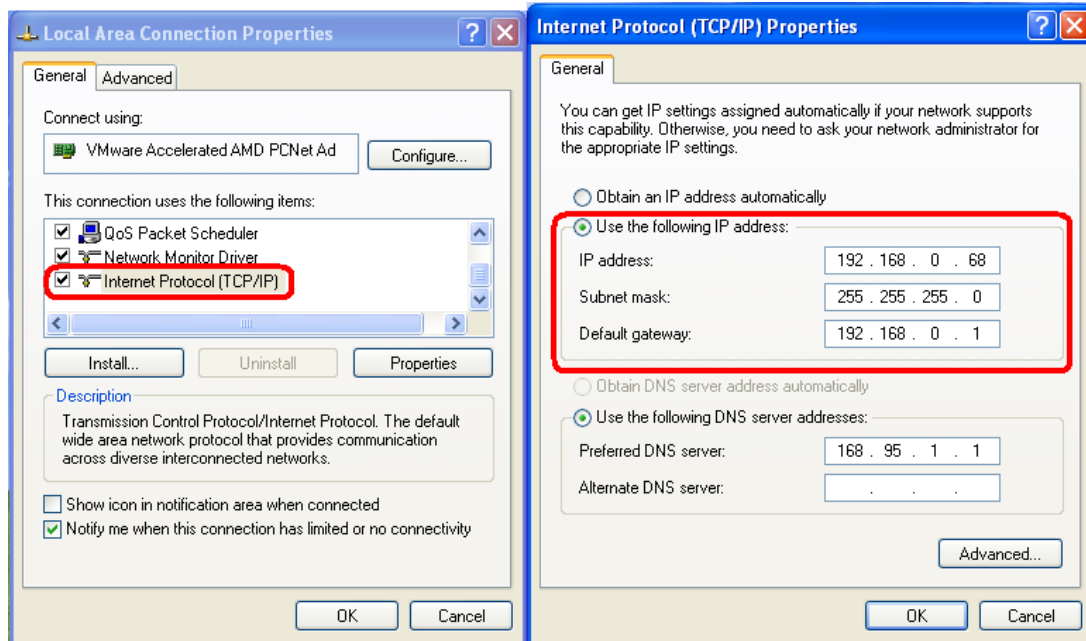 Local Area Connection Properties
General
Advanced
Connect using:
VMware Accelerated AMD PCNet Ad
Configure...
This connection uses the following items:
QoS Packet Scheduler
Network Monitor Driver
Internet Protocol (TCP/IP)
Install...
Uninstall
Properties
Description
Transmission Control Protocol/Internet Protocol. The default
wide area network protocol that provides communication
across diverse interconnected networks.
Show icon in notification area when connected
Notify me when this connection has limited or no connectivity
OK
Cancel
Internet Protocol (TCP/IP) Properties
General
You can get IP settings assigned automatically if your network supports
this capability. Otherwise, you need to ask your network administrator for
the appropriate IP settings.
Obtain an IP address automatically
Use the following IP address:
IP address: 192 . 168 . 0 . 68
Subnet mask: 255 . 255 . 255 . 0
Default gateway: 192 . 168 . 0 . 1
Obtain DNS server address automatically
Use the following DNS server addresses:
Preferred DNS server: 168 . 95 . 1 . 1
Alternate DNS server: . . .
Advanced...
OK
Cancel